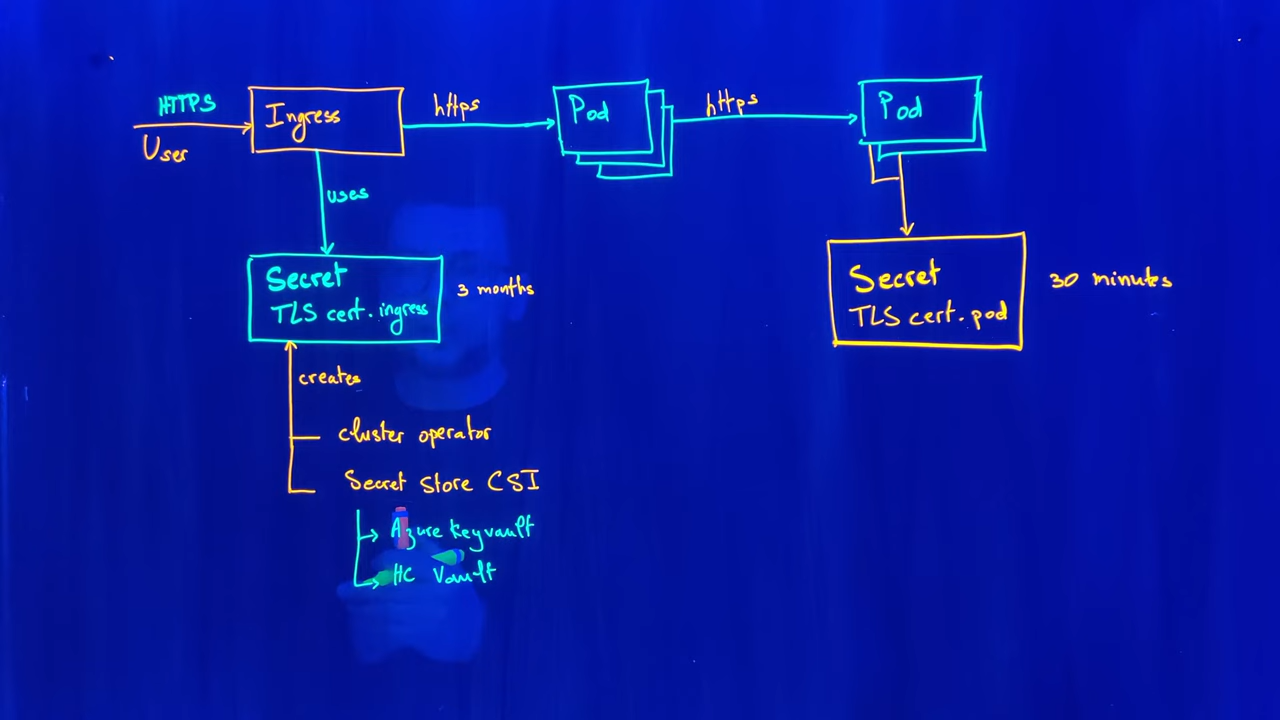 HTTPS
User
Ingress
https
Pod
https
Pod
uses
Secret
TLS cert. ingress
3 months
Secret
TLS cert. pod
30 minutes
creates
cluster operator
Secret store CSI
Azure keyvault
HC Vault